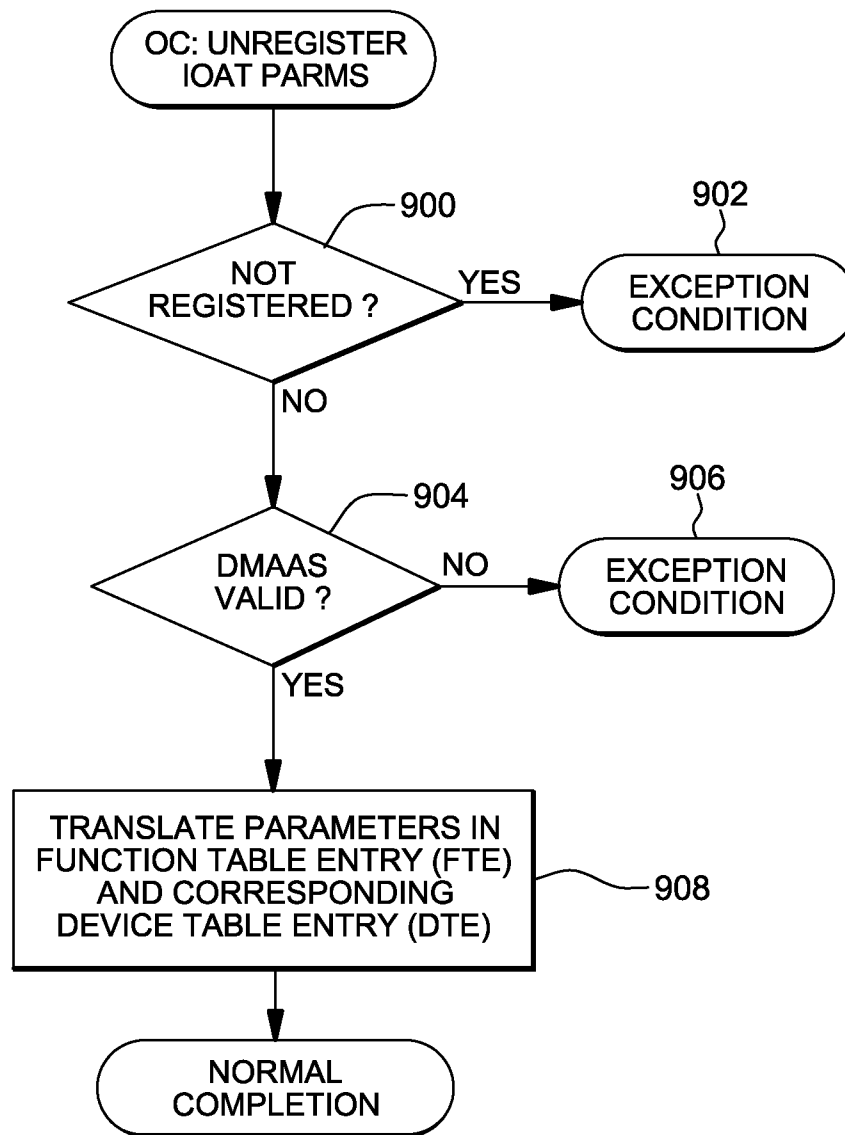 OC: UNREGISTER
IOAT PARMS
900
NOT
REGISTERED ?
YES
902
EXCEPTION
CONDITION
NO
904
DMAAS
VALID ?
NO
906
EXCEPTION
CONDITION
YES
TRANSLATE PARAMETERS IN
FUNCTION TABLE ENTRY (FTE)
AND CORRESPONDING
DEVICE TABLE ENTRY (DTE)
908
NORMAL
COMPLETION